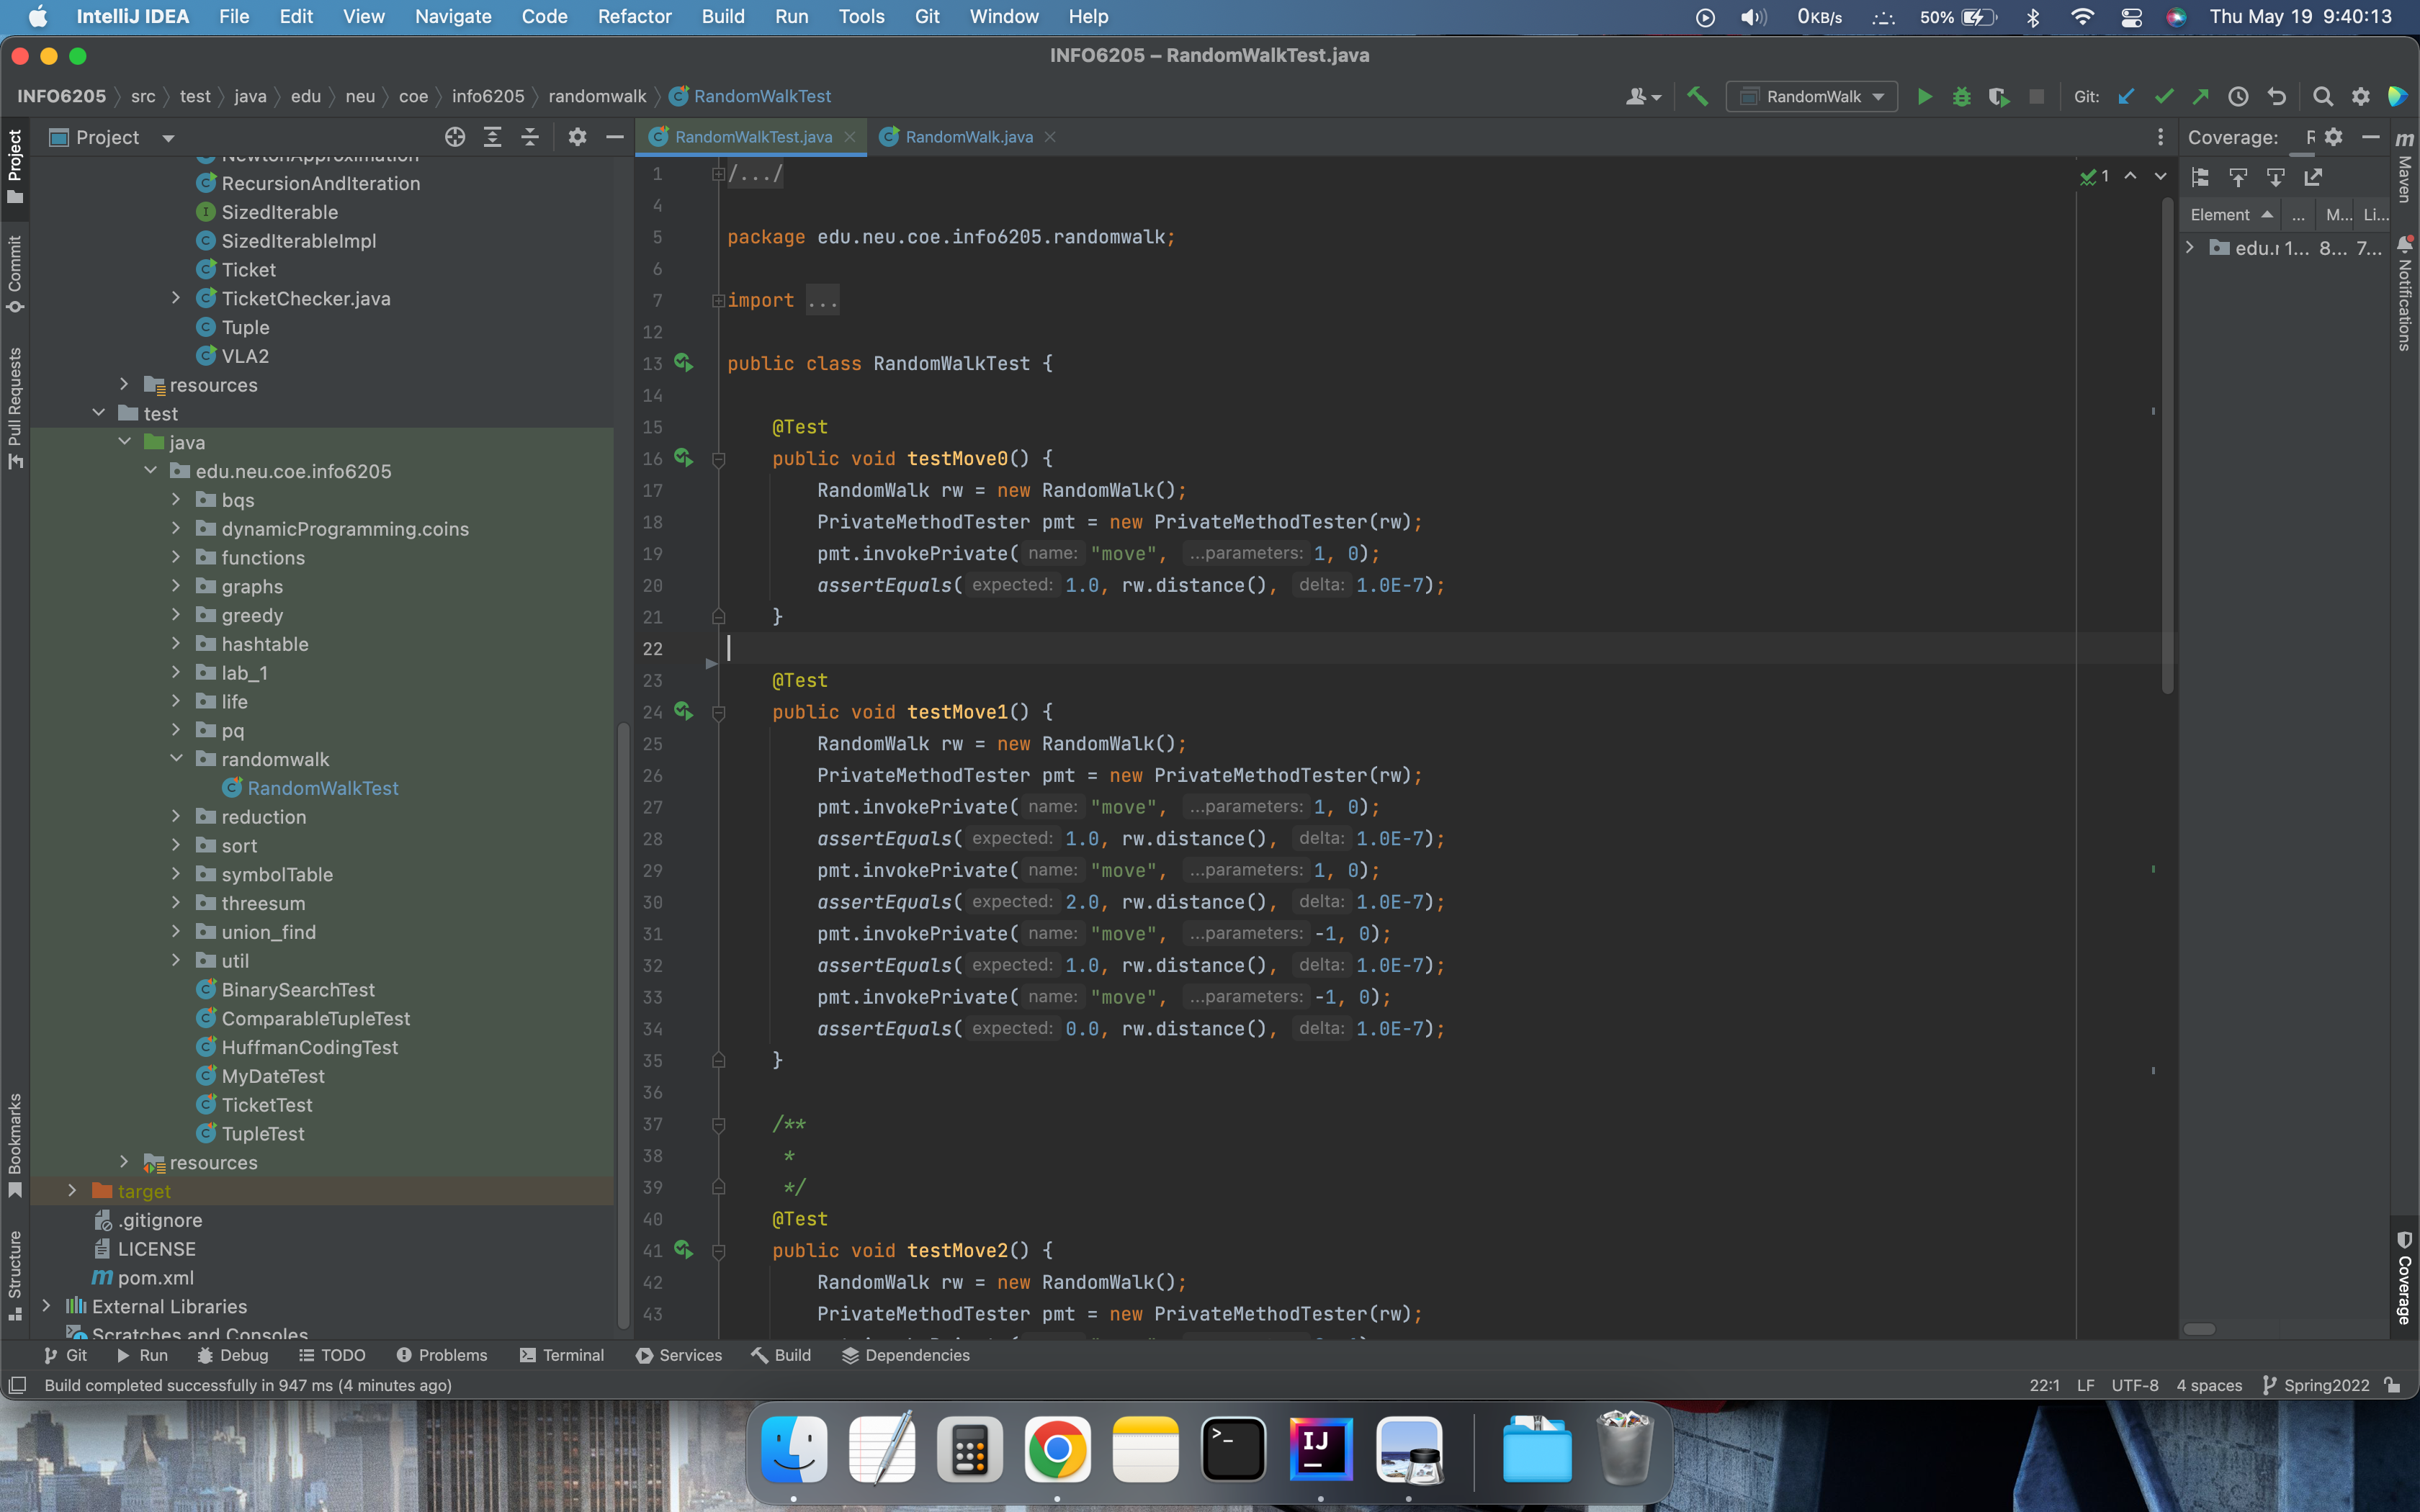 IntelliJ IDEA File Edit View Navigate Code Refactor Build Run Tools Git Window Help 0KB/s 50% Thu May 19 9:40:13
INFO6205 – RandomWalkTest.java
INFO6205 src test java edu neu coe info6205 randomwalk RandomWalkTest RandomWalk Git:
Project
RandomWalkTest.java RandomWalk.java
Coverage:
Element ... M... Li...
edu.r 1... 8... 7...
Project
Commit
Pull Requests
Bookmarks
Structure
RecursionAndIteration
SizedIterable
SizedIterableImpl
Ticket
TicketChecker.java
Tuple
VLA2
resources
test
java
edu.neu.coe.info6205
bqs
dynamicProgramming.coins
functions
graphs
greedy
hashtable
lab_1
life
pq
randomwalk
RandomWalkTest
reduction
sort
symbolTable
threesum
union_find
util
BinarySearchTest
ComparableTupleTest
HuffmanCodingTest
MyDateTest
TicketTest
TupleTest
resources
target
.gitignore
LICENSE
pom.xml
External Libraries
Scratches and Consoles
1 /.../ 1
4
5 package edu.neu.coe.info6205.randomwalk;
6
7 import ...
12
13 public class RandomWalkTest {
14
15 @Test
16 public void testMove0() {
17 RandomWalk rw = new RandomWalk();
18 PrivateMethodTester pmt = new PrivateMethodTester(rw);
19 pmt.invokePrivate( name: "move", ...parameters: 1, 0);
20 assertEquals( expected: 1.0, rw.distance(), delta: 1.0E-7);
21 }
22
23 @Test
24 public void testMove1() {
25 RandomWalk rw = new RandomWalk();
26 PrivateMethodTester pmt = new PrivateMethodTester(rw);
27 pmt.invokePrivate( name: "move", ...parameters: 1, 0);
28 assertEquals( expected: 1.0, rw.distance(), delta: 1.0E-7);
29 pmt.invokePrivate( name: "move", ...parameters: 1, 0);
30 assertEquals( expected: 2.0, rw.distance(), delta: 1.0E-7);
31 pmt.invokePrivate( name: "move", ...parameters: -1, 0);
32 assertEquals( expected: 1.0, rw.distance(), delta: 1.0E-7);
33 pmt.invokePrivate( name: "move", ...parameters: -1, 0);
34 assertEquals( expected: 0.0, rw.distance(), delta: 1.0E-7);
35 }
36
37 /**
38 *
39 */
40 @Test
41 public void testMove2() {
42 RandomWalk rw = new RandomWalk();
43 PrivateMethodTester pmt = new PrivateMethodTester(rw);
m Maven
Notifications
Coverage
Git Run Debug TODO Problems Terminal Services Build Dependencies
Build completed successfully in 947 ms (4 minutes ago) 22:1 LF UTF-8 4 spaces Spring2022
IJ